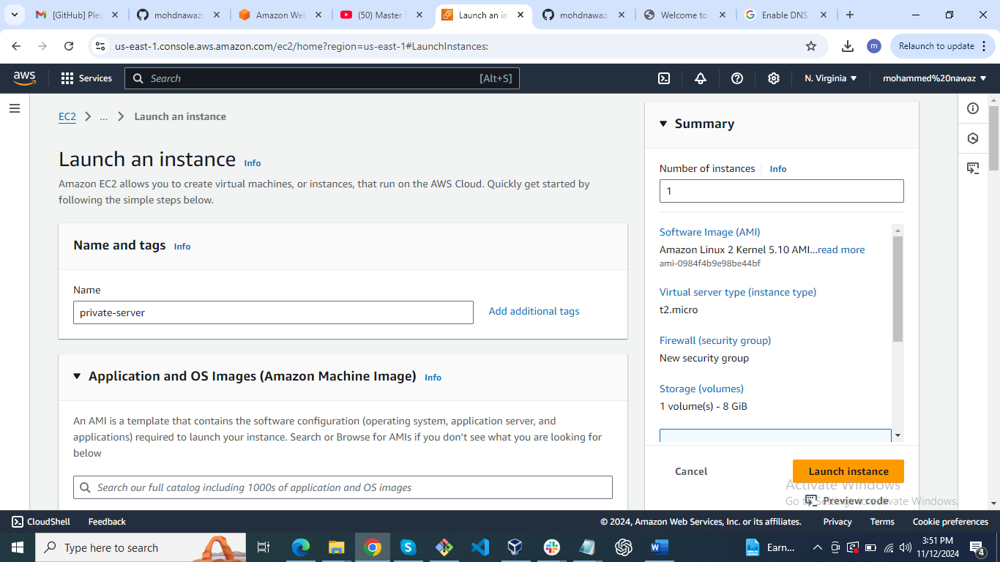 [GitHub] Plea
mohdnawaz
Amazon Web
(50) Master S
Launch an in
mohdnawaz
Welcome to
Enable DNS
us-east-1.console.aws.amazon.com/ec2/home?region=us-east-1#LaunchInstances:
m
Relaunch to update
aws
Services
Search
[Alt+S]
N. Virginia
mohammed%20nawaz
EC2
...
Launch an instance
Launch an instance
Info
Amazon EC2 allows you to create virtual machines, or instances, that run on the AWS Cloud. Quickly get started by
following the simple steps below.
Name and tags
Info
Name
private-server
Add additional tags
Application and OS Images (Amazon Machine Image)
Info
An AMI is a template that contains the software configuration (operating system, application server, and
applications) required to launch your instance. Search or Browse for AMIs if you don't see what you are looking for
below
Search our full catalog including 1000s of application and OS images
Summary
Number of instances
Info
1
Software Image (AMI)
Amazon Linux 2 Kernel 5.10 AMI...read more
ami-0984f4b9e98be44bf
Virtual server type (instance type)
t2.micro
Firewall (security group)
New security group
Storage (volumes)
1 volume(s) - 8 GiB
Cancel
Launch instance
Activate Windows
Go to Settings to activate Windows.
Preview code
CloudShell
Feedback
© 2024, Amazon Web Services, Inc. or its affiliates.
Privacy
Terms
Cookie preferences
Type here to search
Earn...
3:51 PM
11/12/2024
4